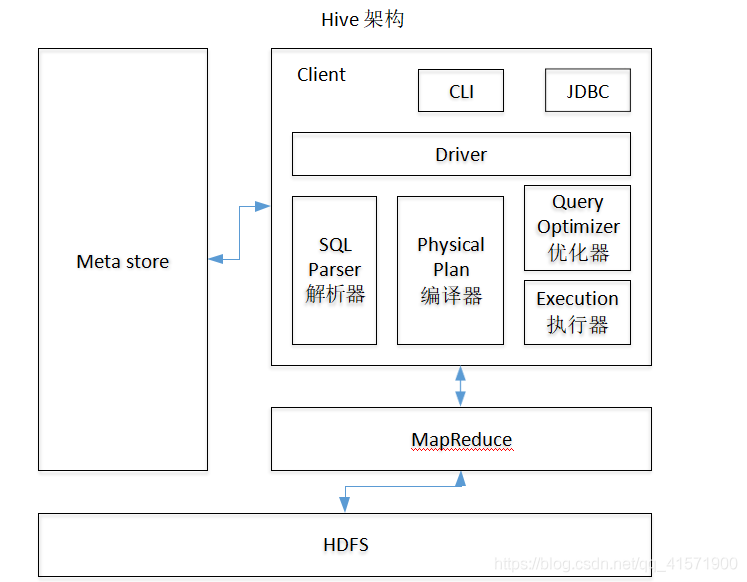 Hive 架构
Client
CLI
JDBC
Driver
Meta store
SQL
Parser
解析器
Physical
Plan
编译器
Query
Optimizer
优化器
Execution
执行器
MapReduce
HDFS
https://blog.csdn.net/qq_41571900